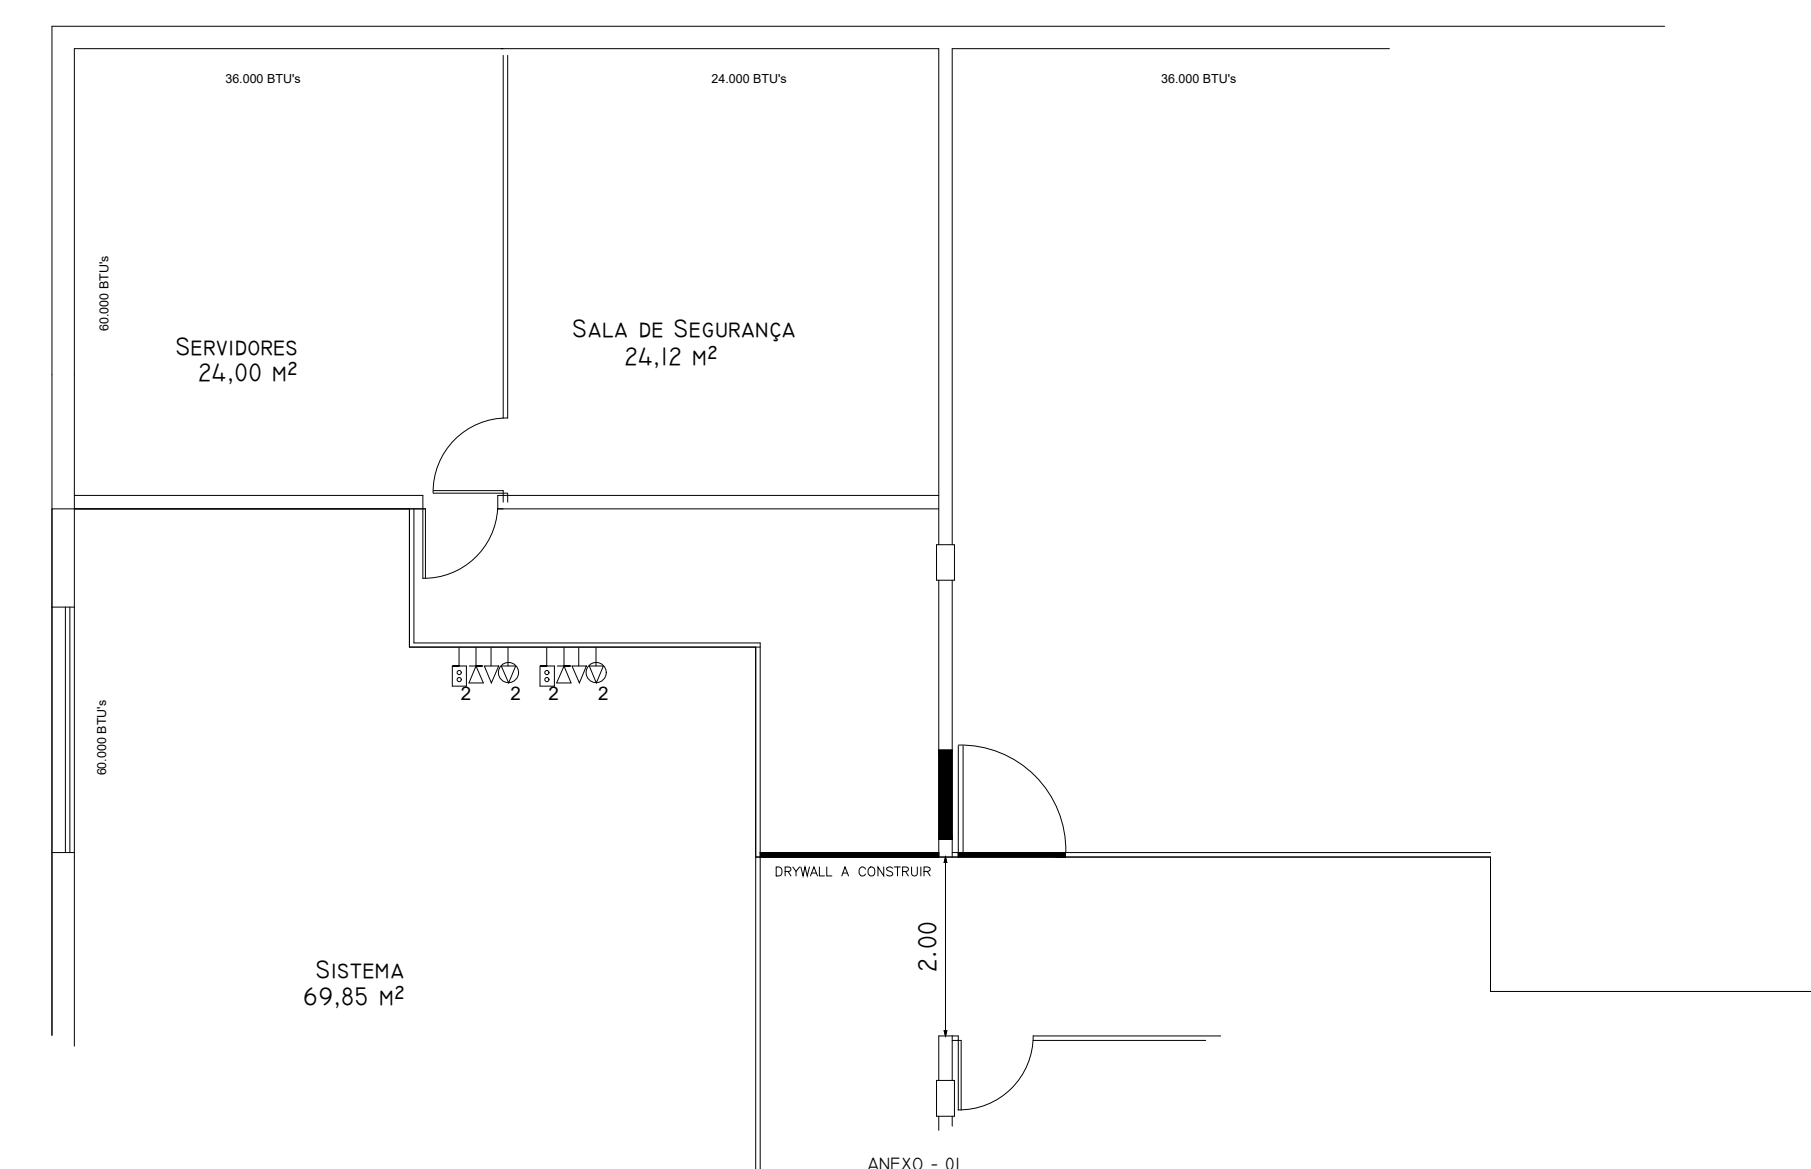 36.000 BTU's
24.000 BTU's
36.000 BTU's
60.000 BTU's
SERVIDORES
24,00 M²
SALA DE SEGURANÇA
24,12 M²
2 2 2 2
60.000 BTU's
DRYWALL A CONSTRUIR
2.00
SISTEMA
69,85 M²
ANEXO - 01